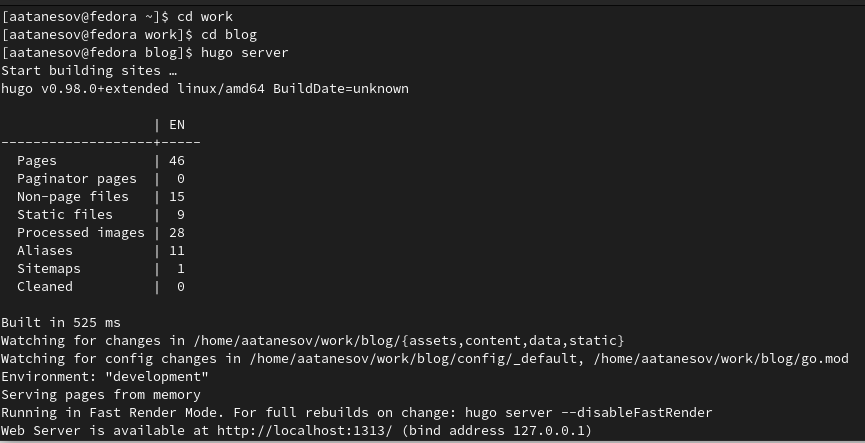 [aatanesov@fedora ~]$ cd work
[aatanesov@fedora work]$ cd blog
[aatanesov@fedora blog]$ hugo server
Start building sites …
hugo v0.98.0+extended linux/amd64 BuildDate=unknown
                   | EN
-------------------+-----
  Pages            | 46
  Paginator pages  |  0
  Non-page files   | 15
  Static files     |  9
  Processed images | 28
  Aliases          | 11
  Sitemaps         |  1
  Cleaned          |  0
Built in 525 ms
Watching for changes in /home/aatanesov/work/blog/{assets,content,data,static}
Watching for config changes in /home/aatanesov/work/blog/config/_default, /home/aatanesov/work/blog/go.mod
Environment: "development"
Serving pages from memory
Running in Fast Render Mode. For full rebuilds on change: hugo server --disableFastRender
Web Server is available at http://localhost:1313/ (bind address 127.0.0.1)